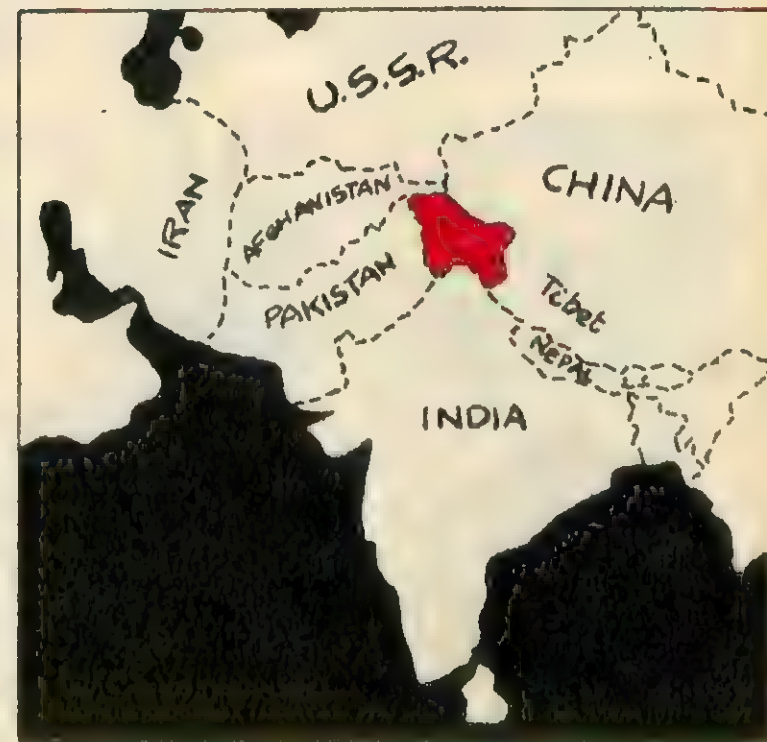 U.S.S.R.
CHINA
IRAN
AFGHANISTAN
PAKISTAN
Tibet
NEPAL
INDIA